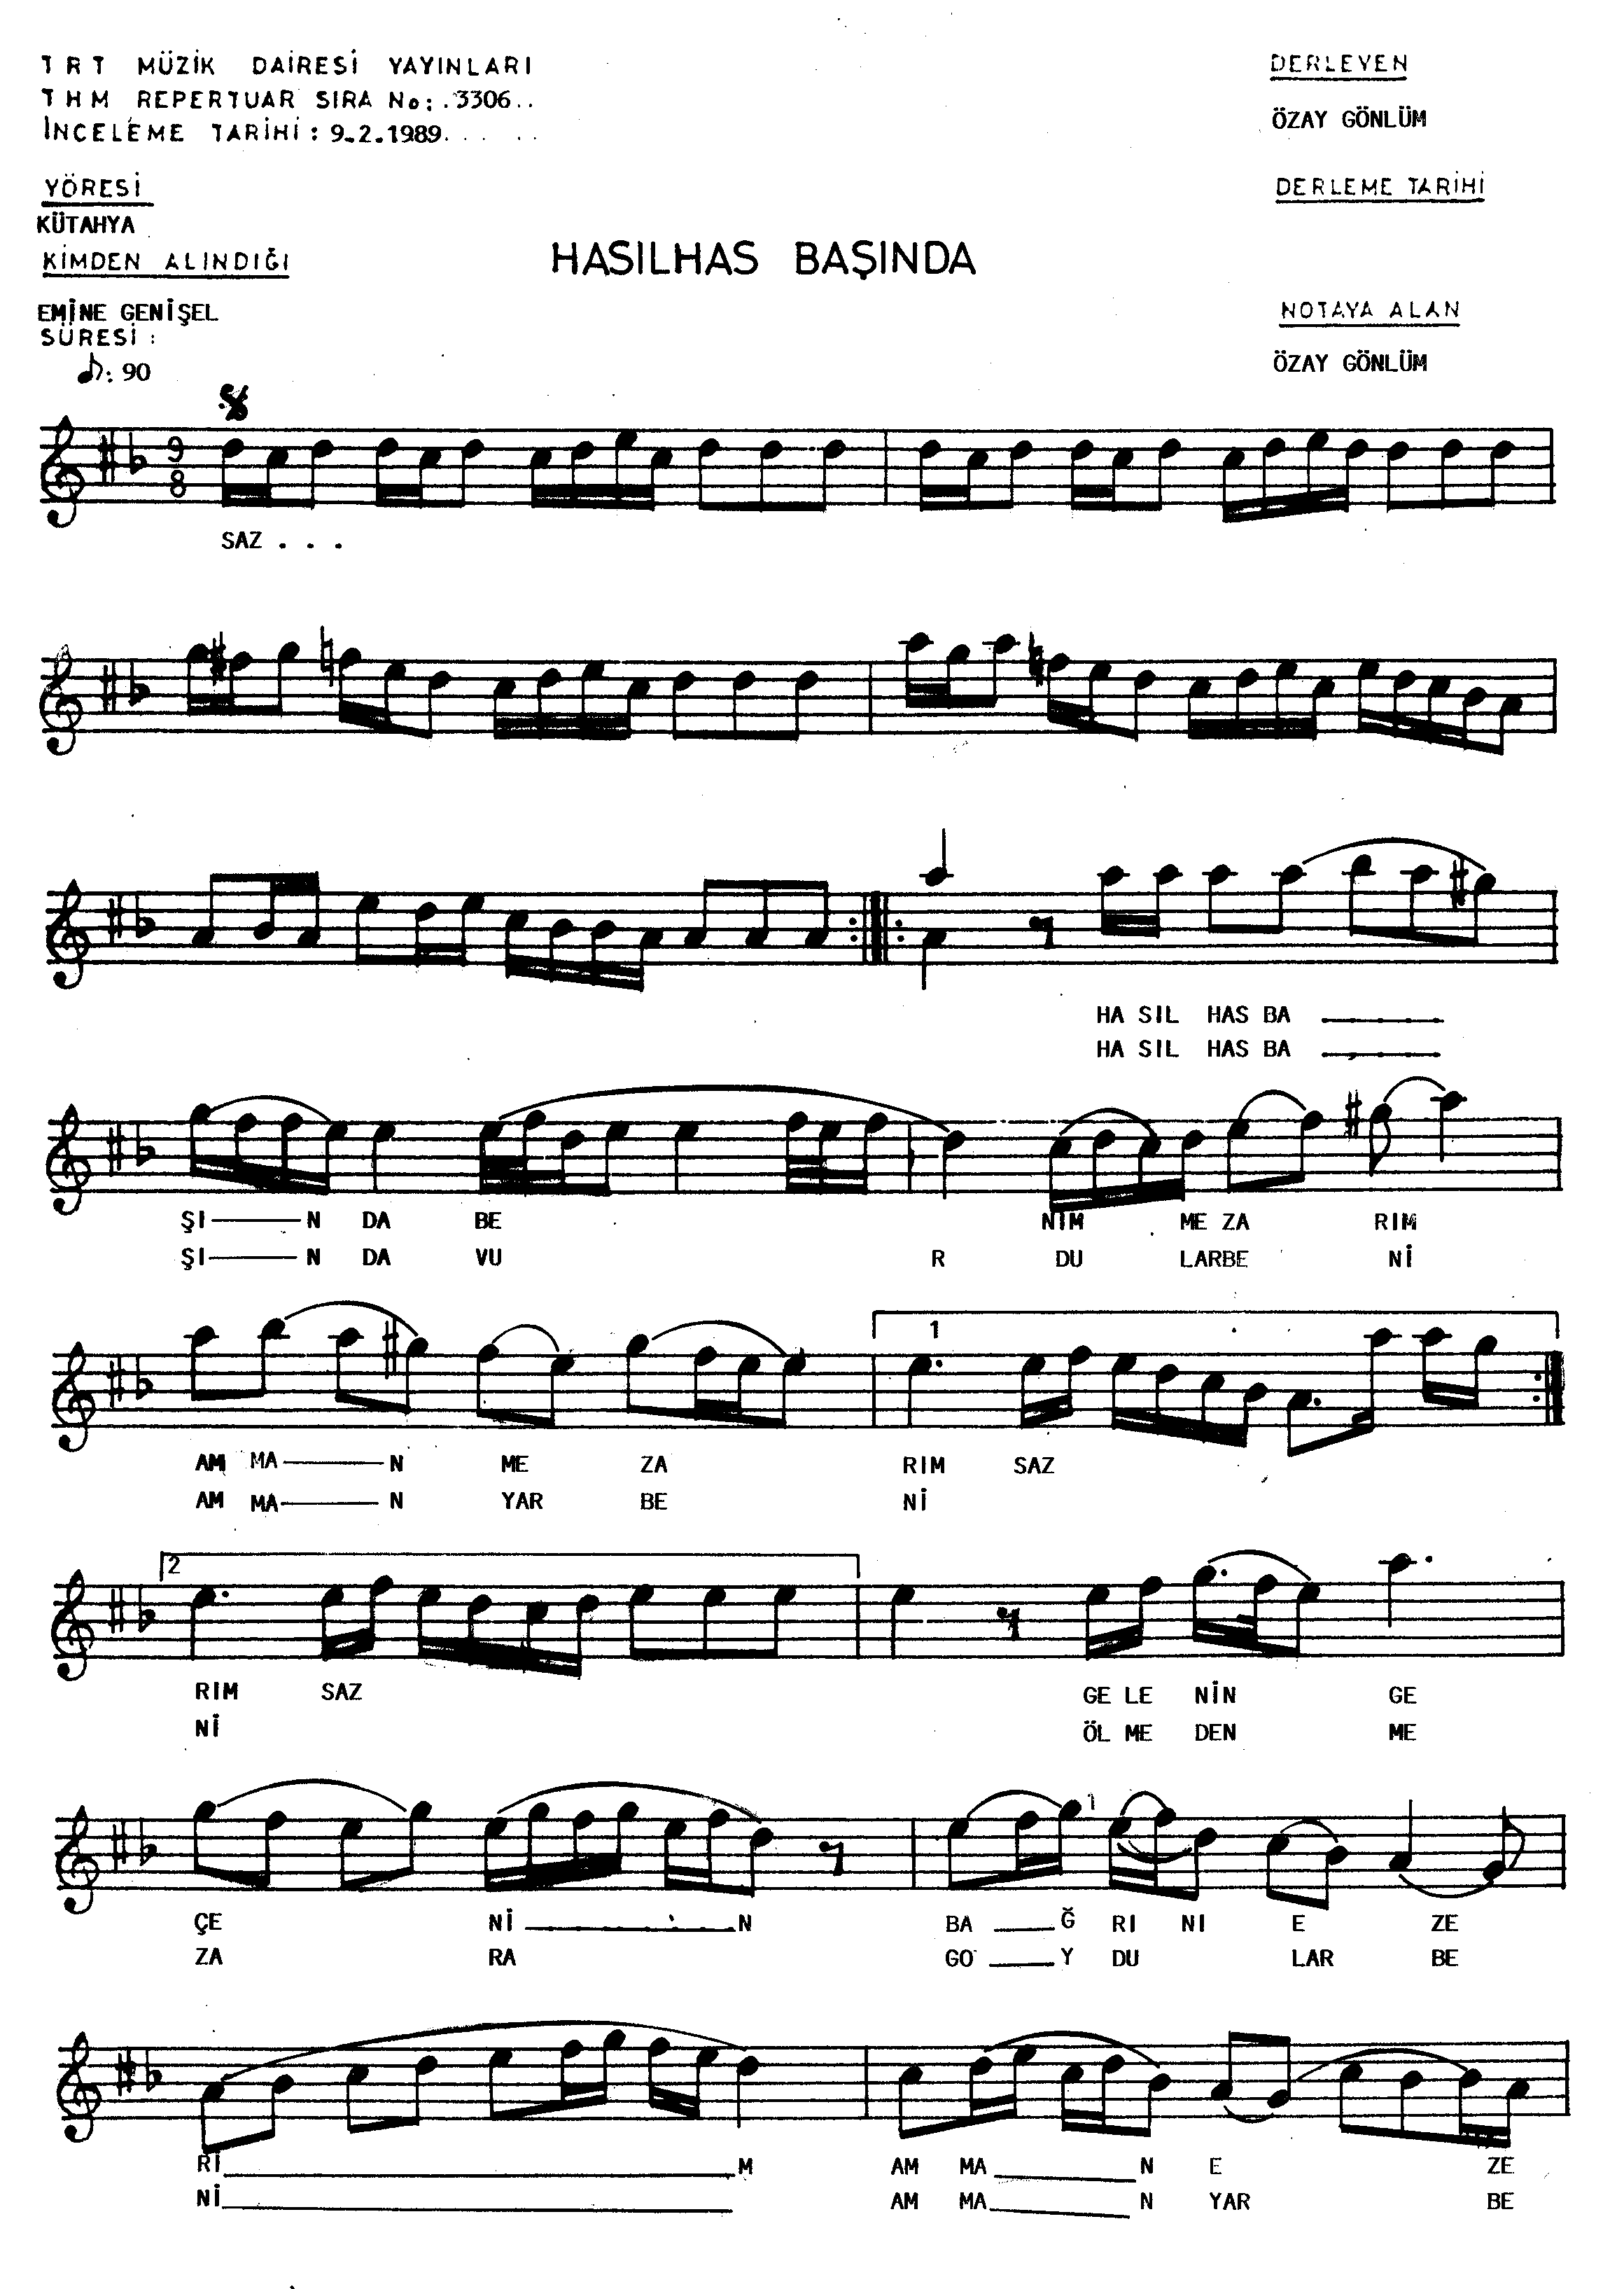 TRT MÜZİK DAİRESİ YAYINLARI
THM REPERTUAR SIRA No: .3306..
İNCELEME TARİHİ : 9.2.1989. . . . .
DERLEYEN
ÖZAY GÖNLÜM
YÖRESİ
KÜTAHYA
DERLEME TARİHİ
KİMDEN ALINDIĞI
HASILHAS BAŞINDA
EMİNE GENİŞEL
NOTAYA ALAN
SÜRESİ :
♪: 90
ÖZAY GÖNLÜM
9
8
SAZ . . .
HA SIL HAS BA
HA SIL HAS BA
ŞI N DA BE NIM ME ZA RIM
ŞI N DA VU R DU LARBE Nİ
1
AM MA N ME ZA RIM SAZ
AM MA N YAR BE Nİ
2
RIM SAZ GE LE NİN GE
Nİ ÖL ME DEN ME
ÇE Nİ N BA Ğ RI NI E ZE
ZA RA GO Y DU LAR BE
Rİ M AM MA N E ZE
Nİ AM MA N YAR BE